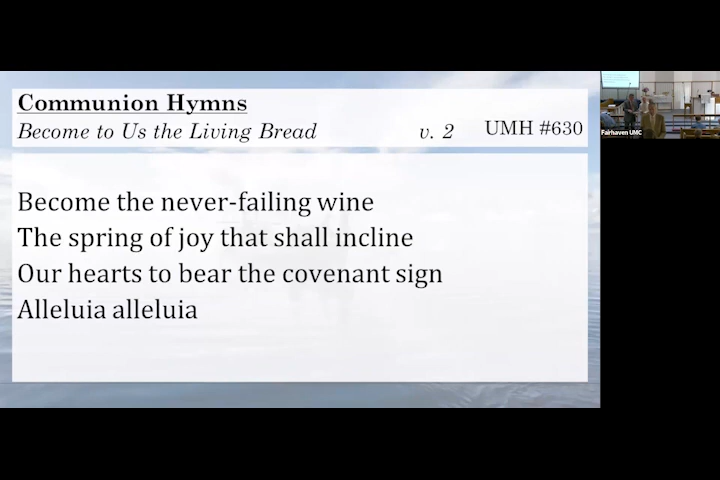 Communion Hymns
Become to Us the Living Bread v. 2 UMH #630
Become the never-failing wine
The spring of joy that shall incline
Our hearts to bear the covenant sign
Alleluia alleluia
Fairhaven UMC